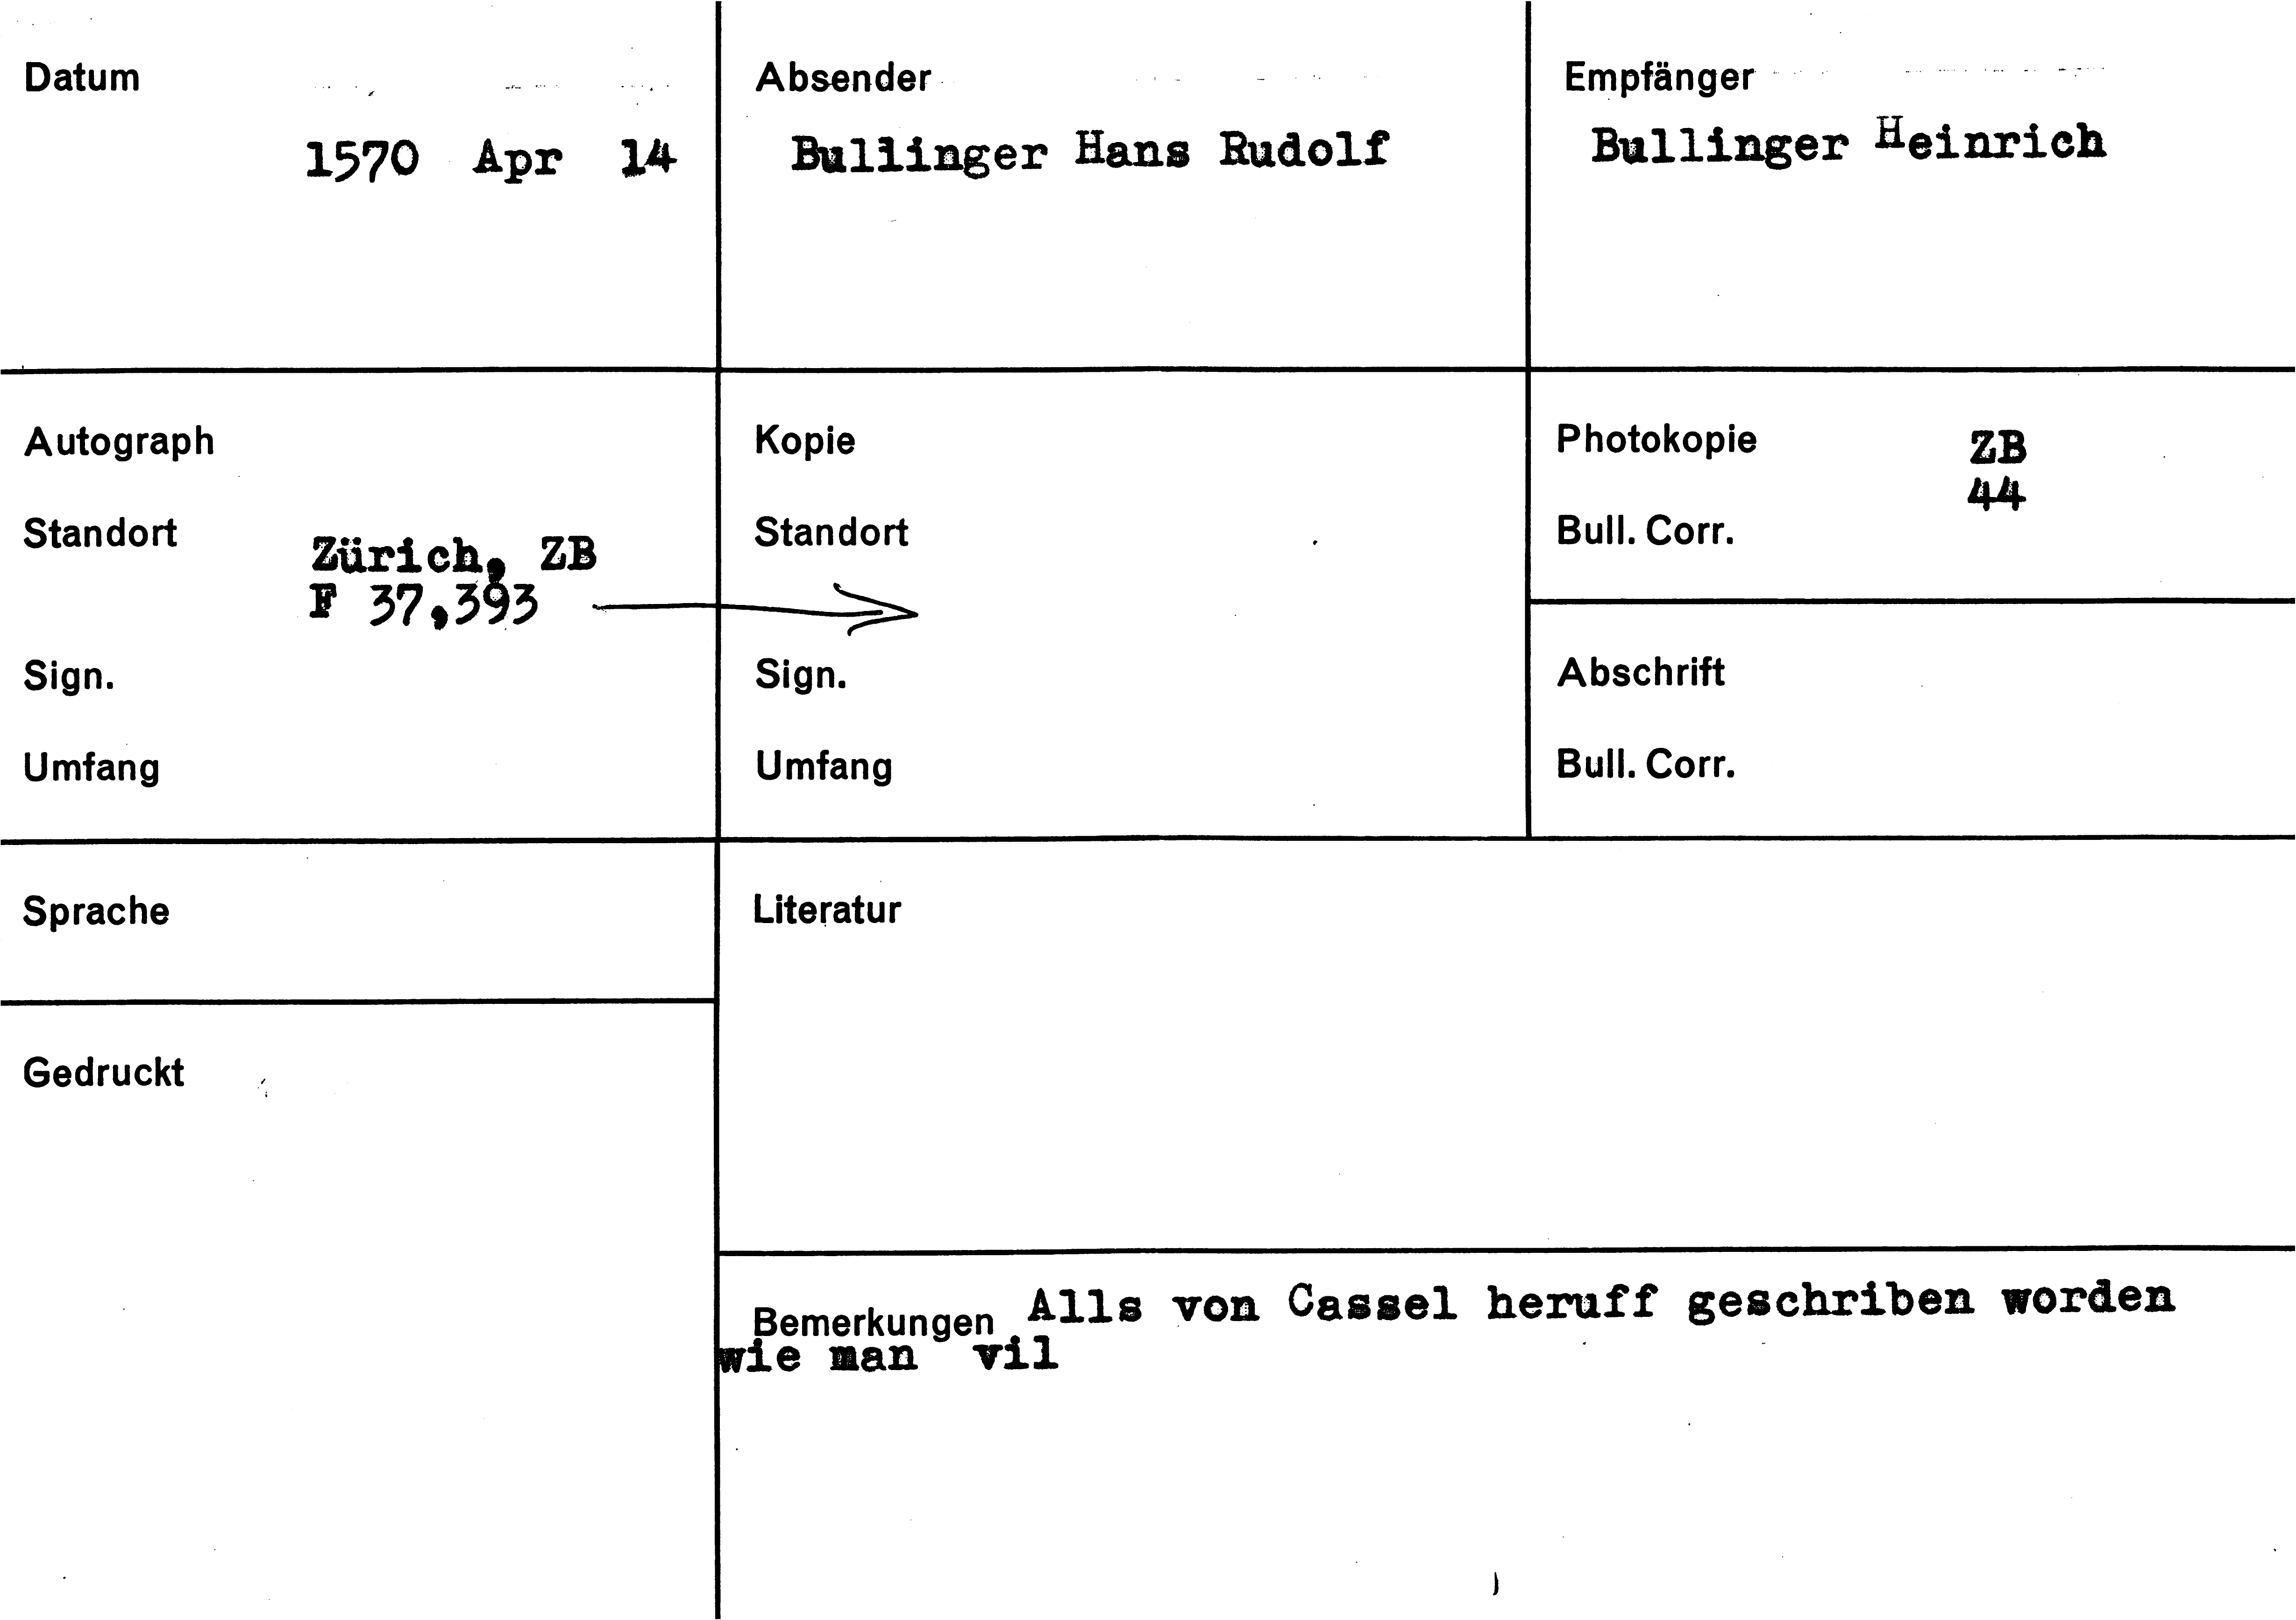 Datum
1570 Apr 14
Absender
Bullinger Hans Rudolf
Empfänger
Bullinger Heinrich
Autograph
Standort
Zürich, ZB
F 37,393
Sign.
Umfang
Kopie
Standort
Sign.
Umfang
Photokopie ZB
44
Bull. Corr.
Abschrift
Bull. Corr.
Sprache
Gedruckt
Literatur
Bemerkungen Alls von Cassel heruff geschriben worden
wie man vil